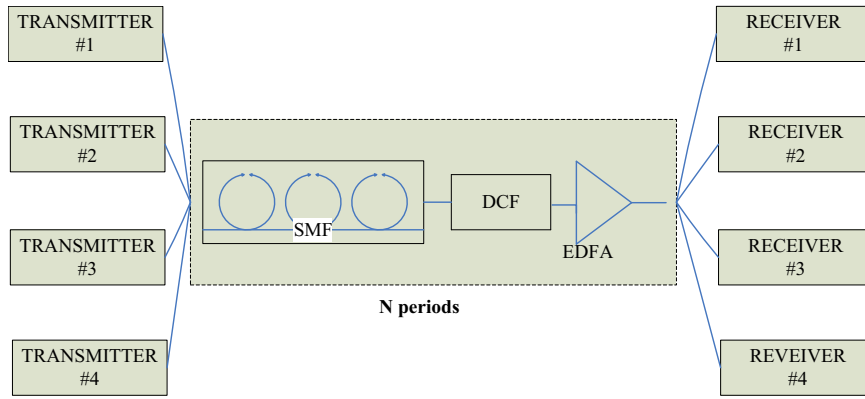 TRANSMITTER
#1
TRANSMITTER
#2
TRANSMITTER
#3
TRANSMITTER
#4
SMF
DCF
EDFA
N periods
RECEIVER
#1
RECEIVER
#2
RECEIVER
#3
REVEIVER
#4